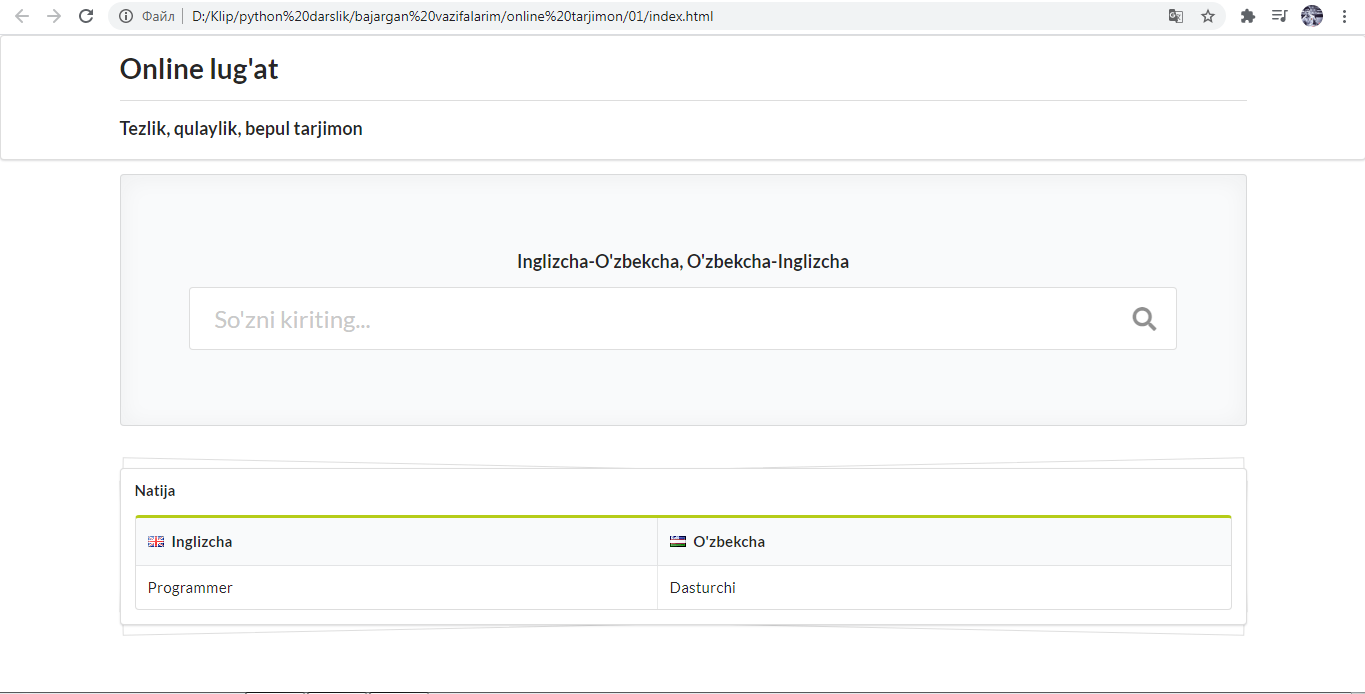 Файл | D:/Klip/python%20darslik/bajargan%20vazifalarim/online%20tarjimon/01/index.html
Online lug'at
Tezlik, qulaylik, bepul tarjimon
Inglizcha-O'zbekcha, O'zbekcha-Inglizcha
So'zni kiriting...
Natija
Inglizcha O'zbekcha
Programmer Dasturchi